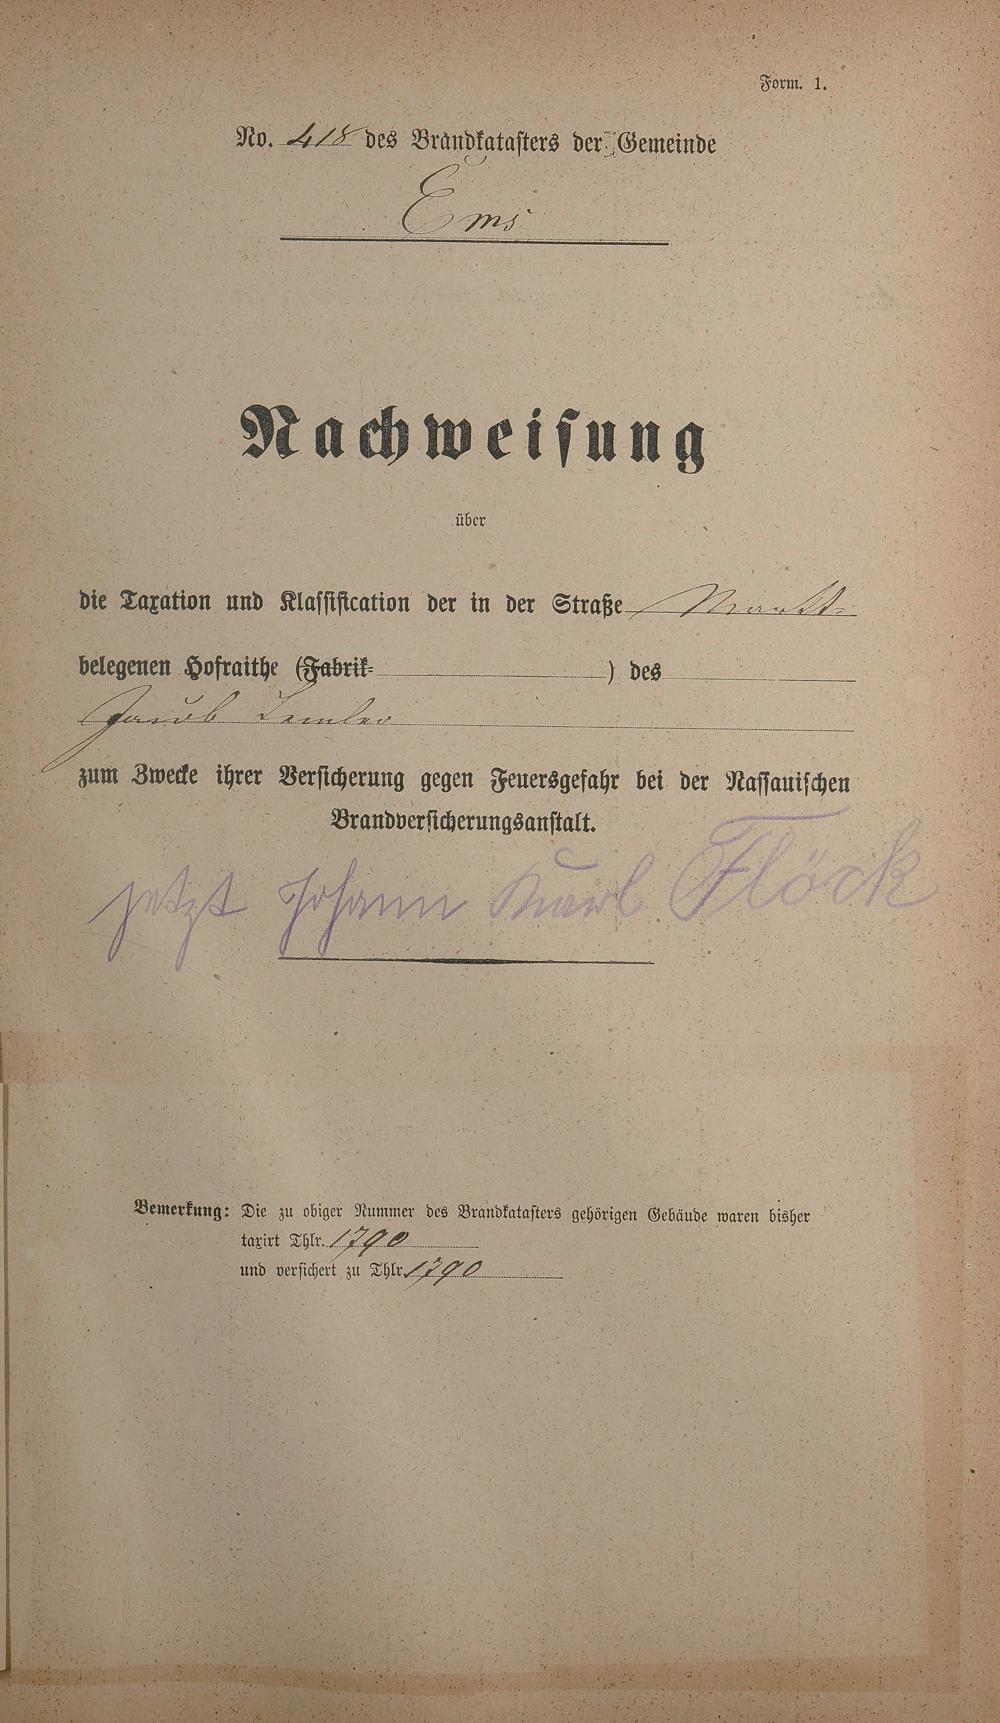 Form. 1.
No. 418 des Brandkatasters der Gemeinde
Ems
Nachweisung
über
die Taxation und Klassification der in der Straße Markt-
belegenen Hofraithe (Fabrik- ) des
Jacob Lemler
zum Zwecke ihrer Versicherung gegen Feuersgefahr bei der Nassauischen
Brandversicherungsanstalt.
jetzt Johann Karl Flöck
Bemerkung: Die zu obiger Nummer des Brandkatasters gehörigen Gebäude waren bisher
taxirt Thlr. 1790
und versichert zu Thlr. 1790